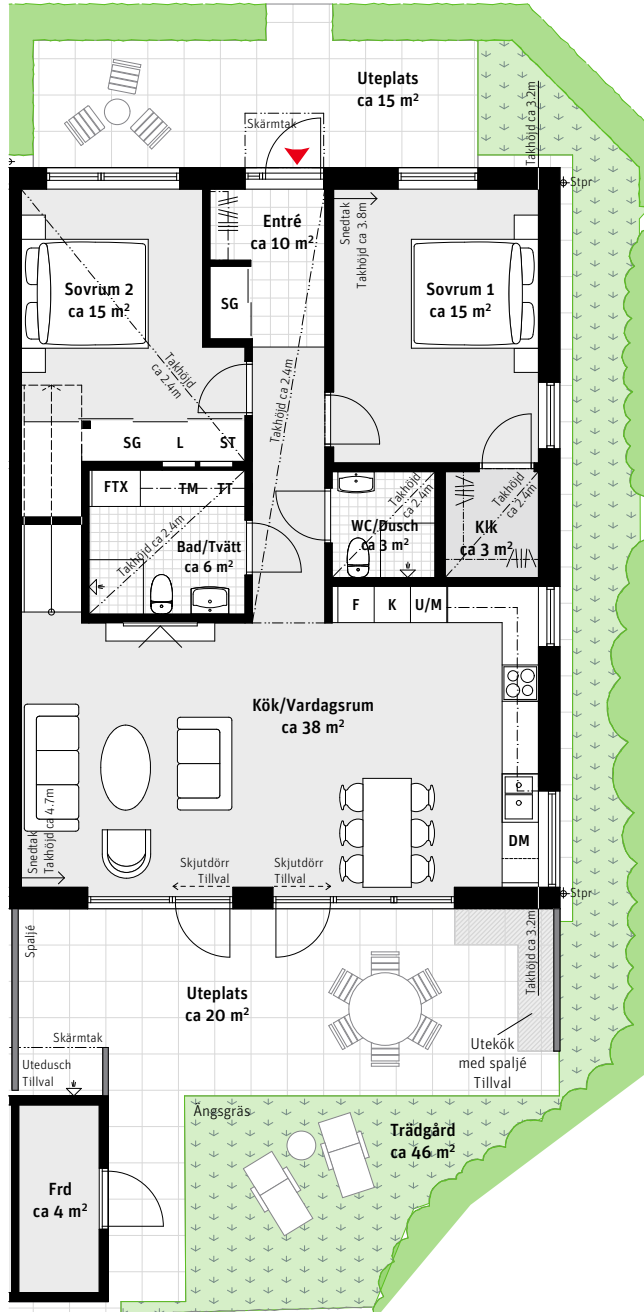 Uteplats
ca 15 m²
Takhöjd ca 3.2m
Skärmtak
Stpr
Entré
ca 10 m²
Snedtak
Takhöjd ca 3.8m
Sovrum 2
ca 15 m²
SG
Sovrum 1
ca 15 m²
Takhöjd
ca 2.4m
Takhöjd ca 2.4m
SG L ST
FTX TM TT
Takhöjd ca 2.4m
Bad/Tvätt
ca 6 m²
Takhöjd
ca 2.4m
WC/Dusch
ca 3 m²
Takhöjd
ca 2.4m
Klk
ca 3 m²
F K U/M
Kök/Vardagsrum
ca 38 m²
Snedtak
Takhöjd ca 4.7m
DM
Skjutdörr
Tillval
Skjutdörr
Tillval
Stpr
Spaljé
Takhöjd ca 3.2m
Uteplats
ca 20 m²
Skärmtak
Utedusch
Tillval
Utekök
med spaljé
Tillval
Ängsgräs
Trädgård
ca 46 m²
Frd
ca 4 m²